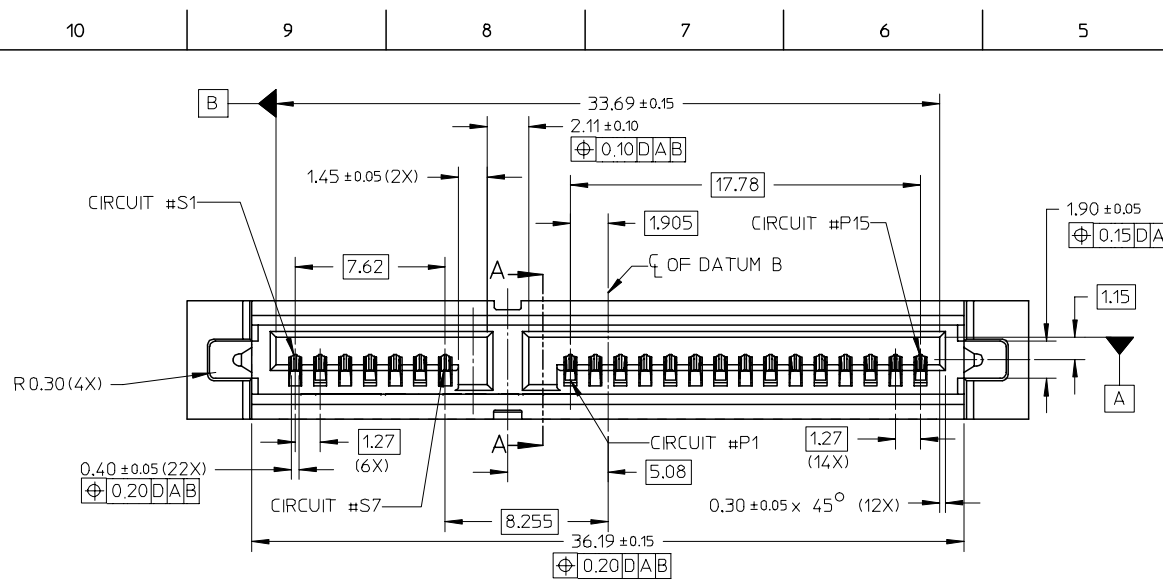 10 9 8 7 6 5
B
33.69 ±0.15
2.11 ±0.10
⌖ 0.10 D A B
1.45 ±0.05 (2X)
17.78
CIRCUIT #S1
1.905
CIRCUIT #P15
1.90 ±0.05
⌖ 0.15 D A
7.62
A
℄ OF DATUM B
1.15
R 0.30 (4X)
A
1.27
(6X)
A
CIRCUIT #P1
1.27
(14X)
0.40 ±0.05 (22X)
⌖ 0.20 D A B
5.08
CIRCUIT #S7
0.30 ±0.05 x 45° (12X)
8.255
36.19 ±0.15
⌖ 0.20 D A B